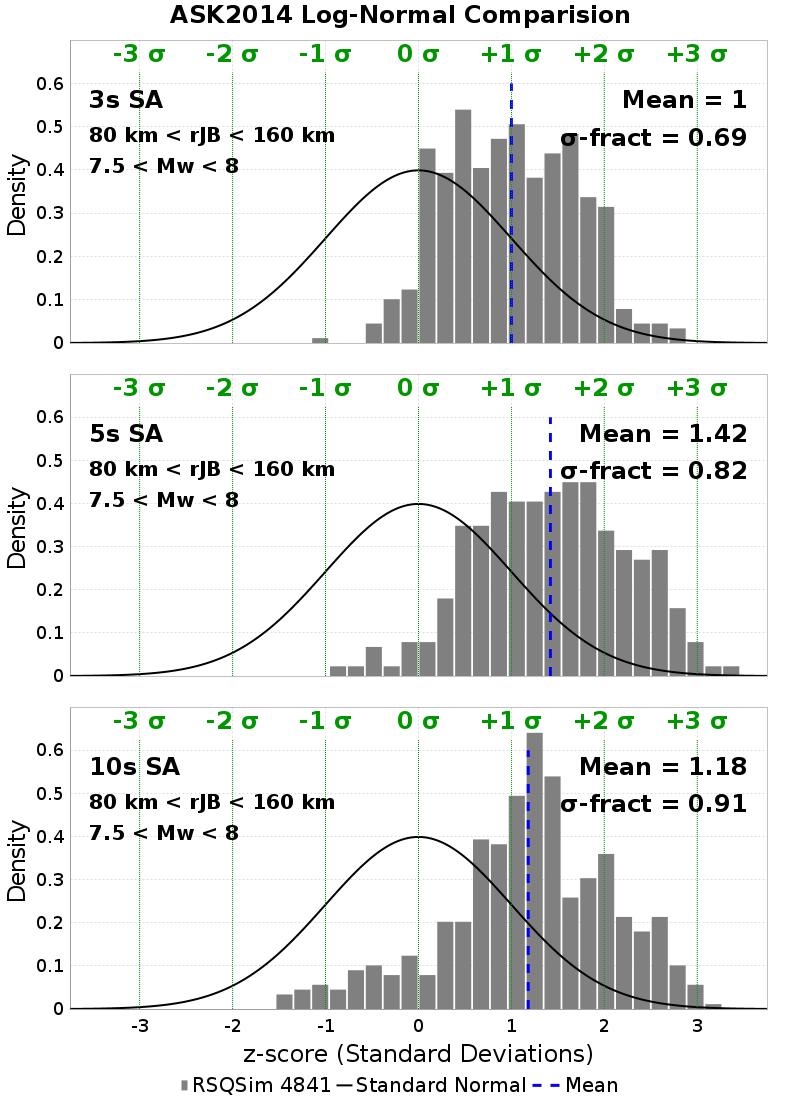 ASK2014 Log-Normal Comparision
-3 σ -2 σ -1 σ 0 σ +1 σ +2 σ +3 σ
0.6
3s SA Mean = 1
0.5
80 km < rJB < 160 km σ-fract = 0.69
7.5 < Mw < 8
0.4
0.3
0.2
0.1
0
Density
-3 σ -2 σ -1 σ 0 σ +1 σ +2 σ +3 σ
0.6
5s SA Mean = 1.42
0.5
80 km < rJB < 160 km σ-fract = 0.82
7.5 < Mw < 8
0.4
0.3
0.2
0.1
0
Density
-3 σ -2 σ -1 σ 0 σ +1 σ +2 σ +3 σ
0.6
10s SA Mean = 1.18
0.5
80 km < rJB < 160 km σ-fract = 0.91
7.5 < Mw < 8
0.4
0.3
0.2
0.1
0
Density
-3 -2 -1 0 1 2 3
z-score (Standard Deviations)
RSQSim 4841 Standard Normal Mean